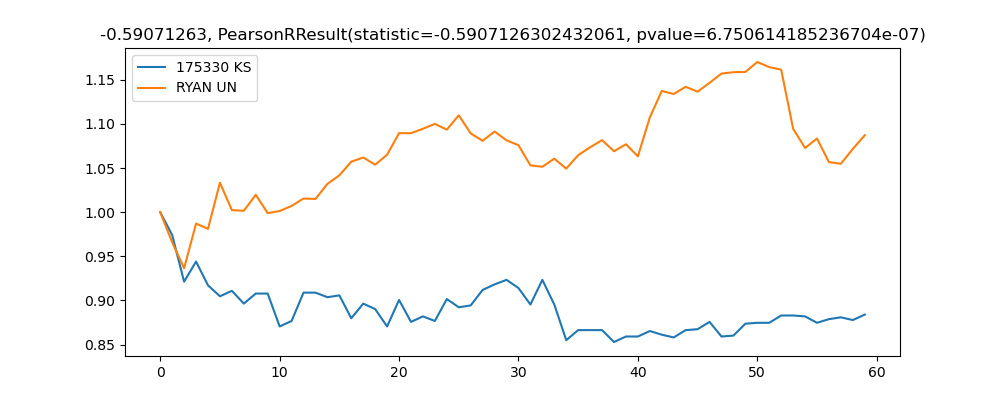 -0.59071263, PearsonRResult(statistic=-0.5907126302432061, pvalue=6.750614185236704e-07)
175330 KS
RYAN UN
1.15
1.10
1.05
1.00
0.95
0.90
0.85
0 10 20 30 40 50 60